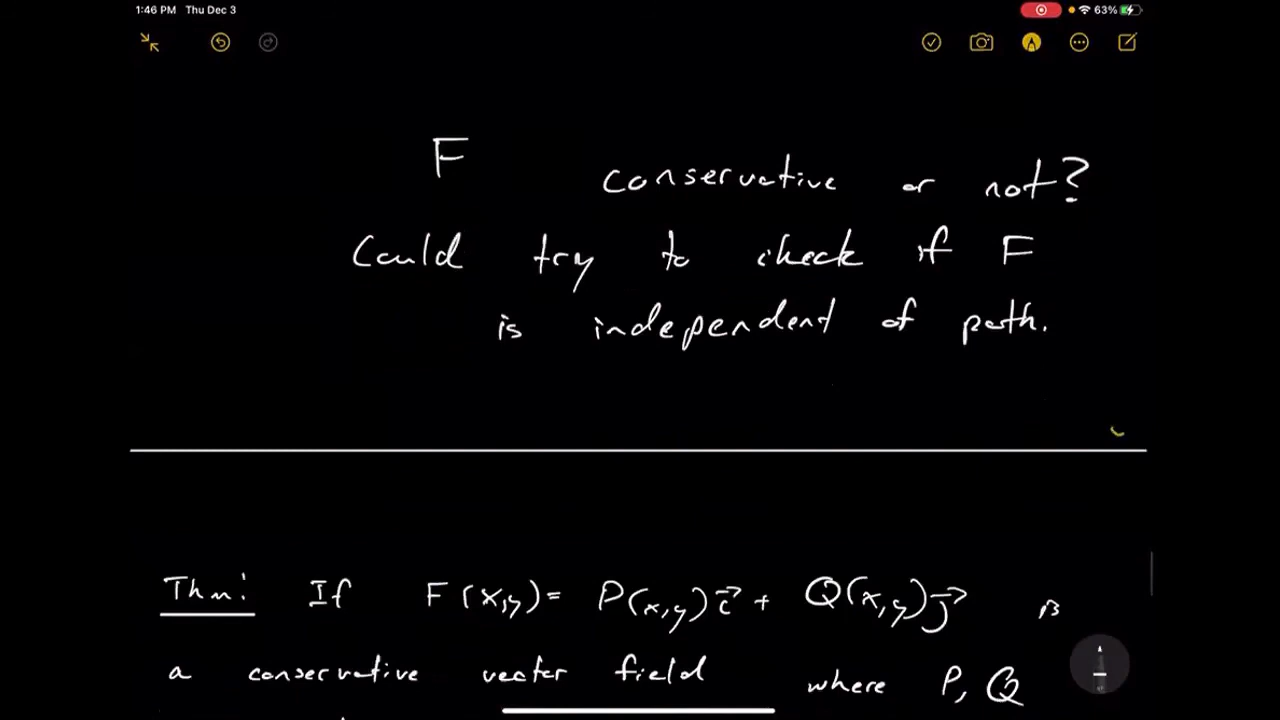 1:46 PM Thu Dec 3
63%
F conservative or not?
Could try to check if F
is independent of path.
Thm: If F(x,y)= P(x,y)i⃗ + Q(x,y)j⃗ is
a conservative vector field where P, Q